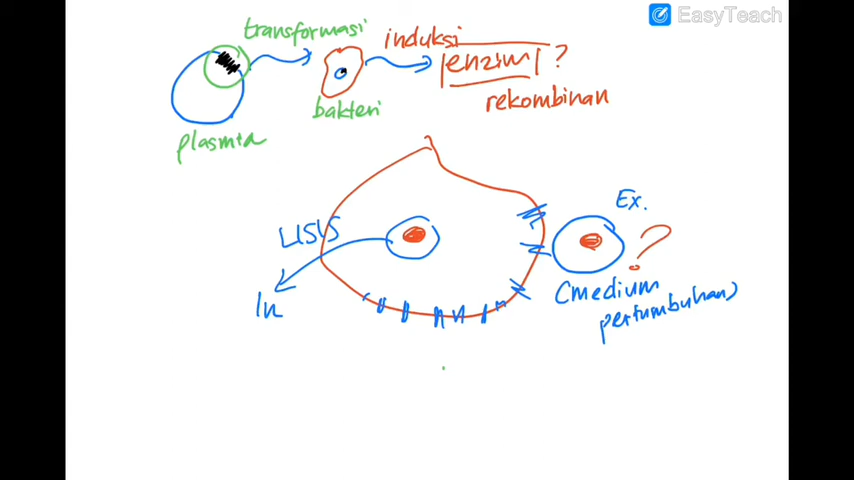 EasyTeach
transformasi
induksi
enzim ?
rekombinan
bakteri
plasmid
Ex.
LISIS
?
In
(medium
pertumbuhan)